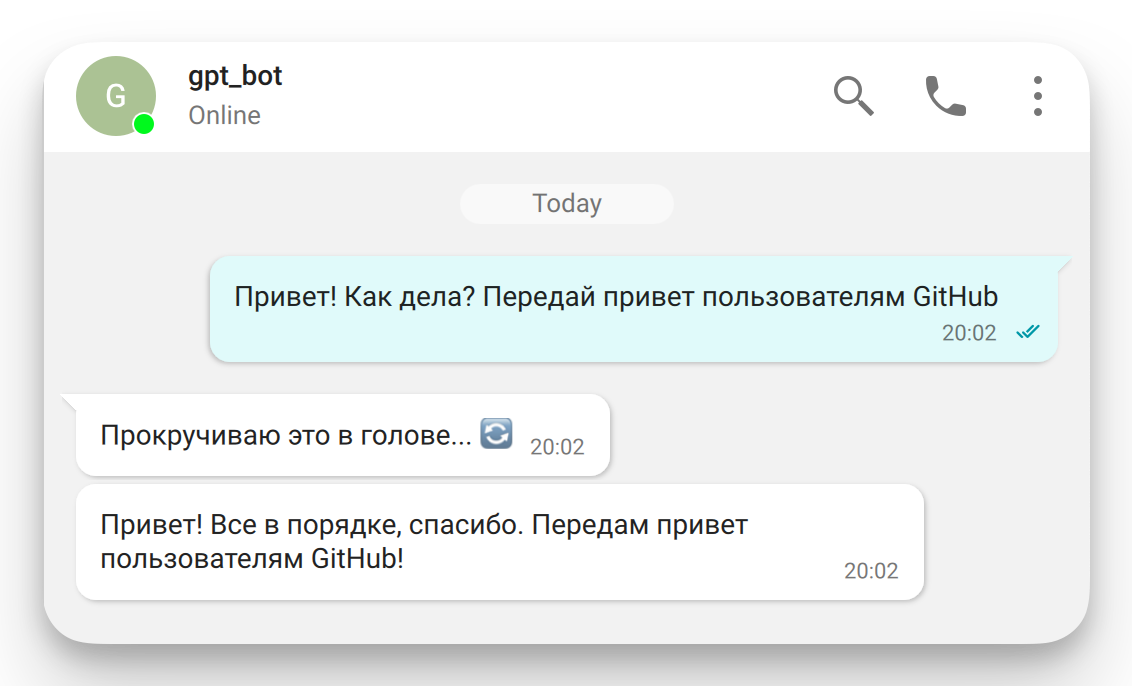 G
gpt_bot
Online
Today
Привет! Как дела? Передай привет пользователям GitHub
20:02
Прокручиваю это в голове... 🔄
20:02
Привет! Все в порядке, спасибо. Передам привет
пользователям GitHub!
20:02